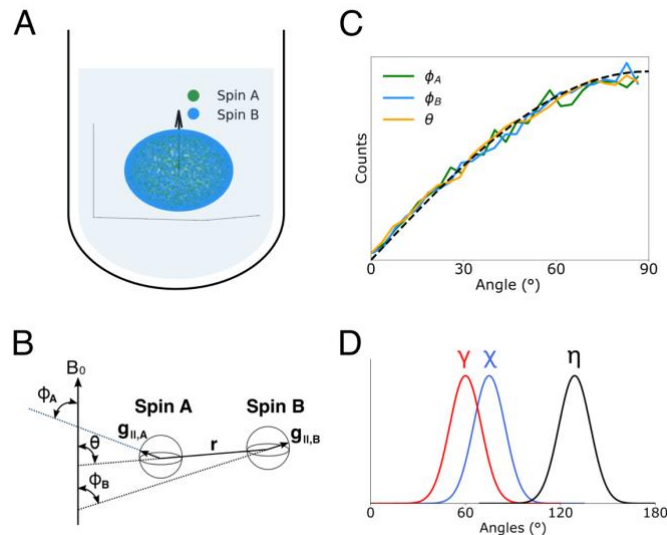 A
Spin A
Spin B
B
B₀
ϕA
Spin A
Spin B
g||,A
r
g||,B
θ
ϕB
C
ϕA
ϕB
θ
Counts
0
30
60
90
Angle (°)
D
γ
χ
η
0
60
120
180
Angles (°)